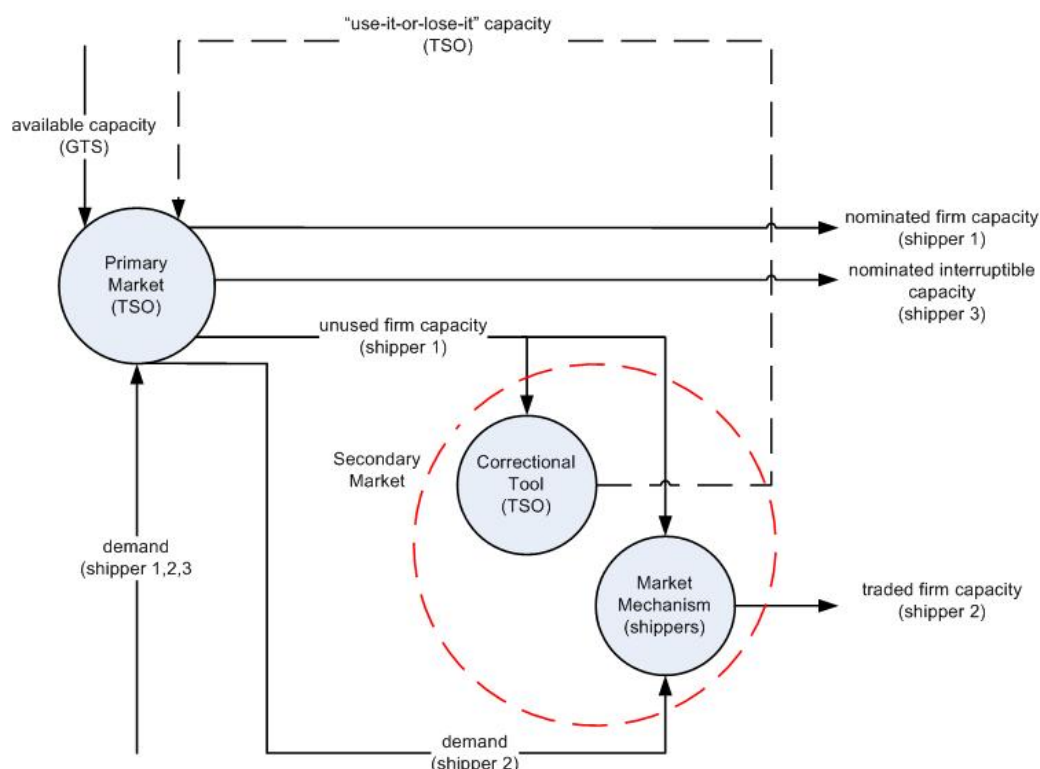 “use-it-or-lose-it” capacity
(TSO)
available capacity
(GTS)
nominated firm capacity
(shipper 1)
Primary
Market
(TSO)
nominated interruptible
capacity
(shipper 3)
unused firm capacity
(shipper 1)
Secondary
Market
Correctional
Tool
(TSO)
demand
(shipper 1,2,3
Market
Mechanism
(shippers)
traded firm capacity
(shipper 2)
demand
(shipper 2)